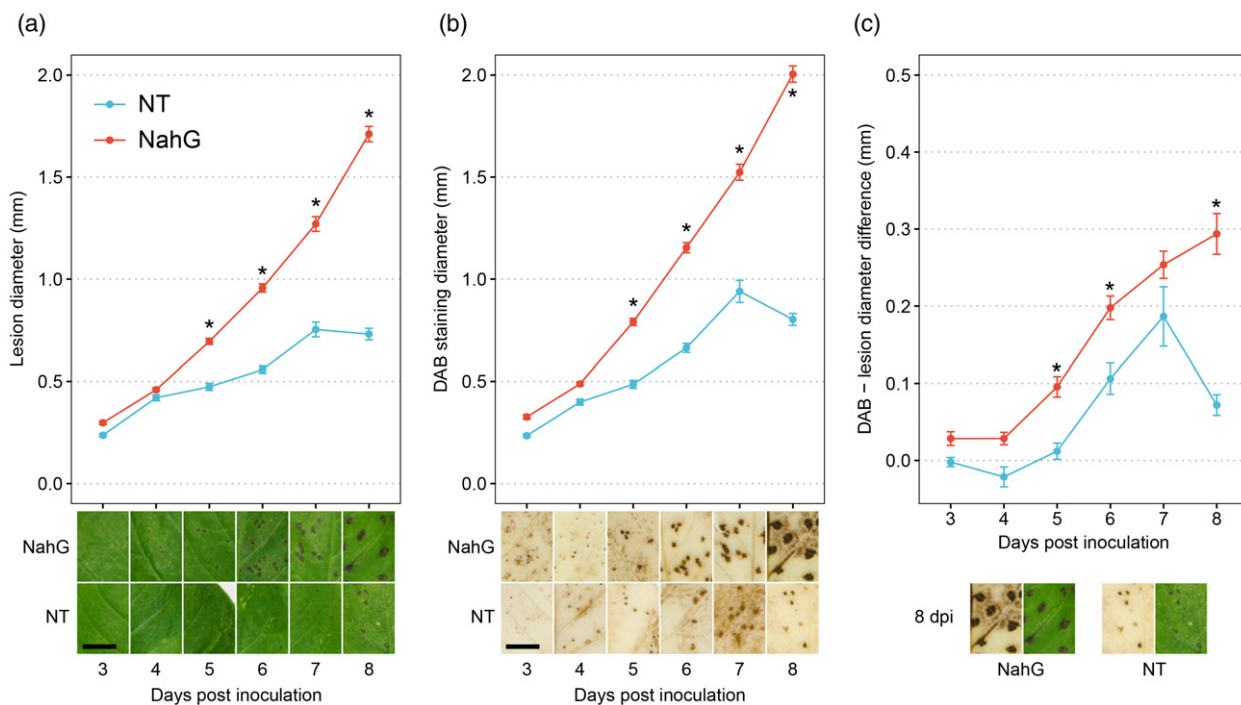 (a)
Lesion diameter (mm)
2.0
1.5
1.0
0.5
0.0
NT
NahG
*
*
*
*
NahG
NT
3 4 5 6 7 8
Days post inoculation
(b)
DAB staining diameter (mm)
2.0
1.5
1.0
0.5
0.0
*
*
*
*
NahG
NT
3 4 5 6 7 8
Days post inoculation
(c)
DAB − lesion diameter difference (mm)
0.5
0.4
0.3
0.2
0.1
0.0
*
*
*
3 4 5 6 7 8
Days post inoculation
8 dpi
NahG NT